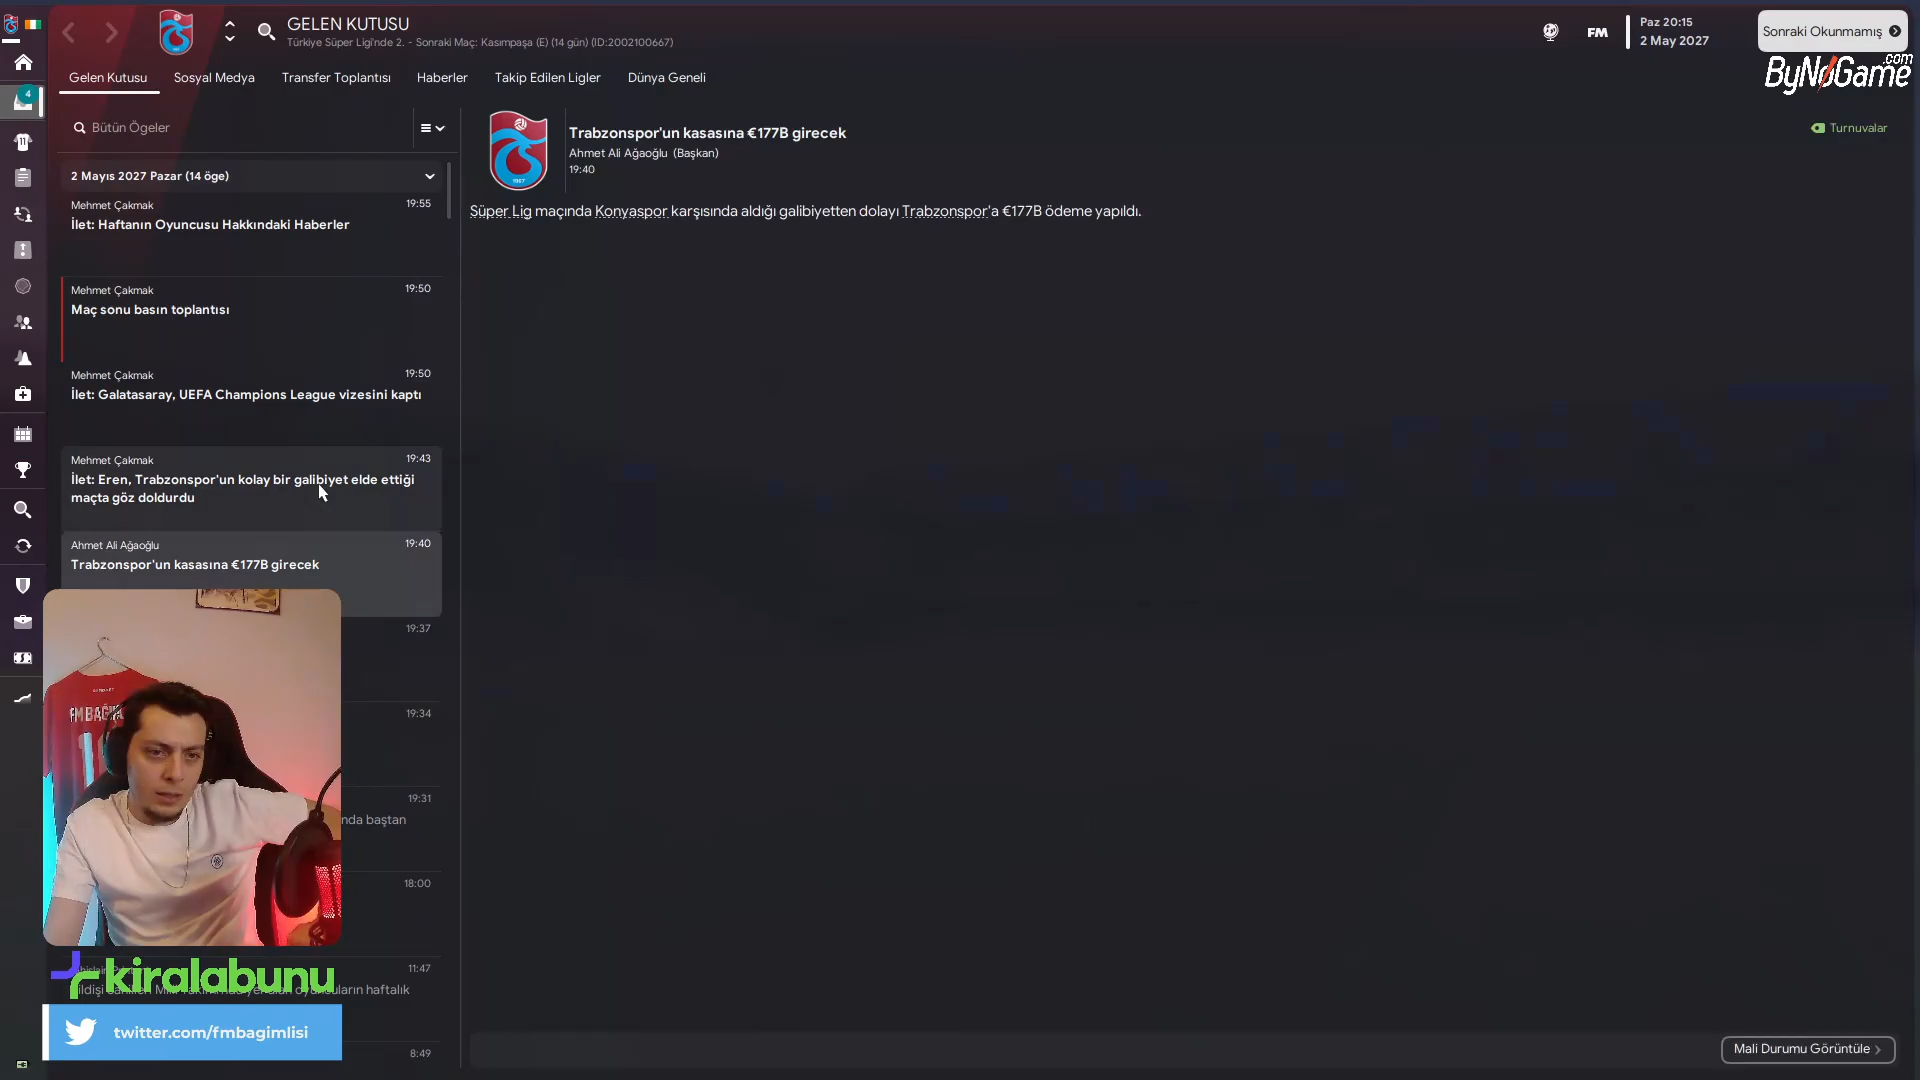 GELEN KUTUSU
Türkiye Süper Ligi'nde 2. - Sonraki Maç: Kasımpaşa (E) (14 gün) (ID:2002100667)
FM
Paz 20:15
2 May 2027
Sonraki Okunmamış
ByNoGame.com
4
Gelen Kutusu
Sosyal Medya
Transfer Toplantısı
Haberler
Takip Edilen Ligler
Dünya Geneli
Bütün Ögeler
2 Mayıs 2027 Pazar (14 öge)
Mehmet Çakmak 19:55
İlet: Haftanın Oyuncusu Hakkındaki Haberler
Mehmet Çakmak 19:50
Maç sonu basın toplantısı
Mehmet Çakmak 19:50
İlet: Galatasaray, UEFA Champions League vizesini kaptı
Mehmet Çakmak 19:43
İlet: Eren, Trabzonspor'un kolay bir galibiyet elde ettiği
maçta göz doldurdu
Ahmet Ali Ağaoğlu 19:40
Trabzonspor'un kasasına €177B girecek
19:37
19:34
19:31
nda baştan
18:00
11:47
8:49
Trabzonspor'un kasasına €177B girecek
Ahmet Ali Ağaoğlu (Başkan)
19:40
Turnuvalar
Süper Lig maçında Konyaspor karşısında aldığı galibiyetten dolayı Trabzonspor'a €177B ödeme yapıldı.
kiralabunu
twitter.com/fmbagimlisi
Mali Durumu Görüntüle